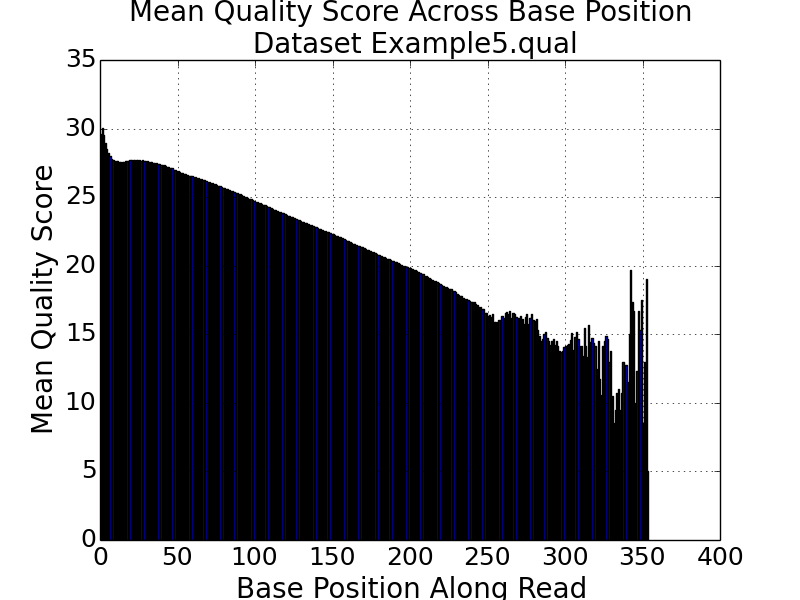 Mean Quality Score Across Base Position
Dataset Example5.qual
35
30
25
20
15
10
5
0
Mean Quality Score
0 50 100 150 200 250 300 350 400
Base Position Along Read